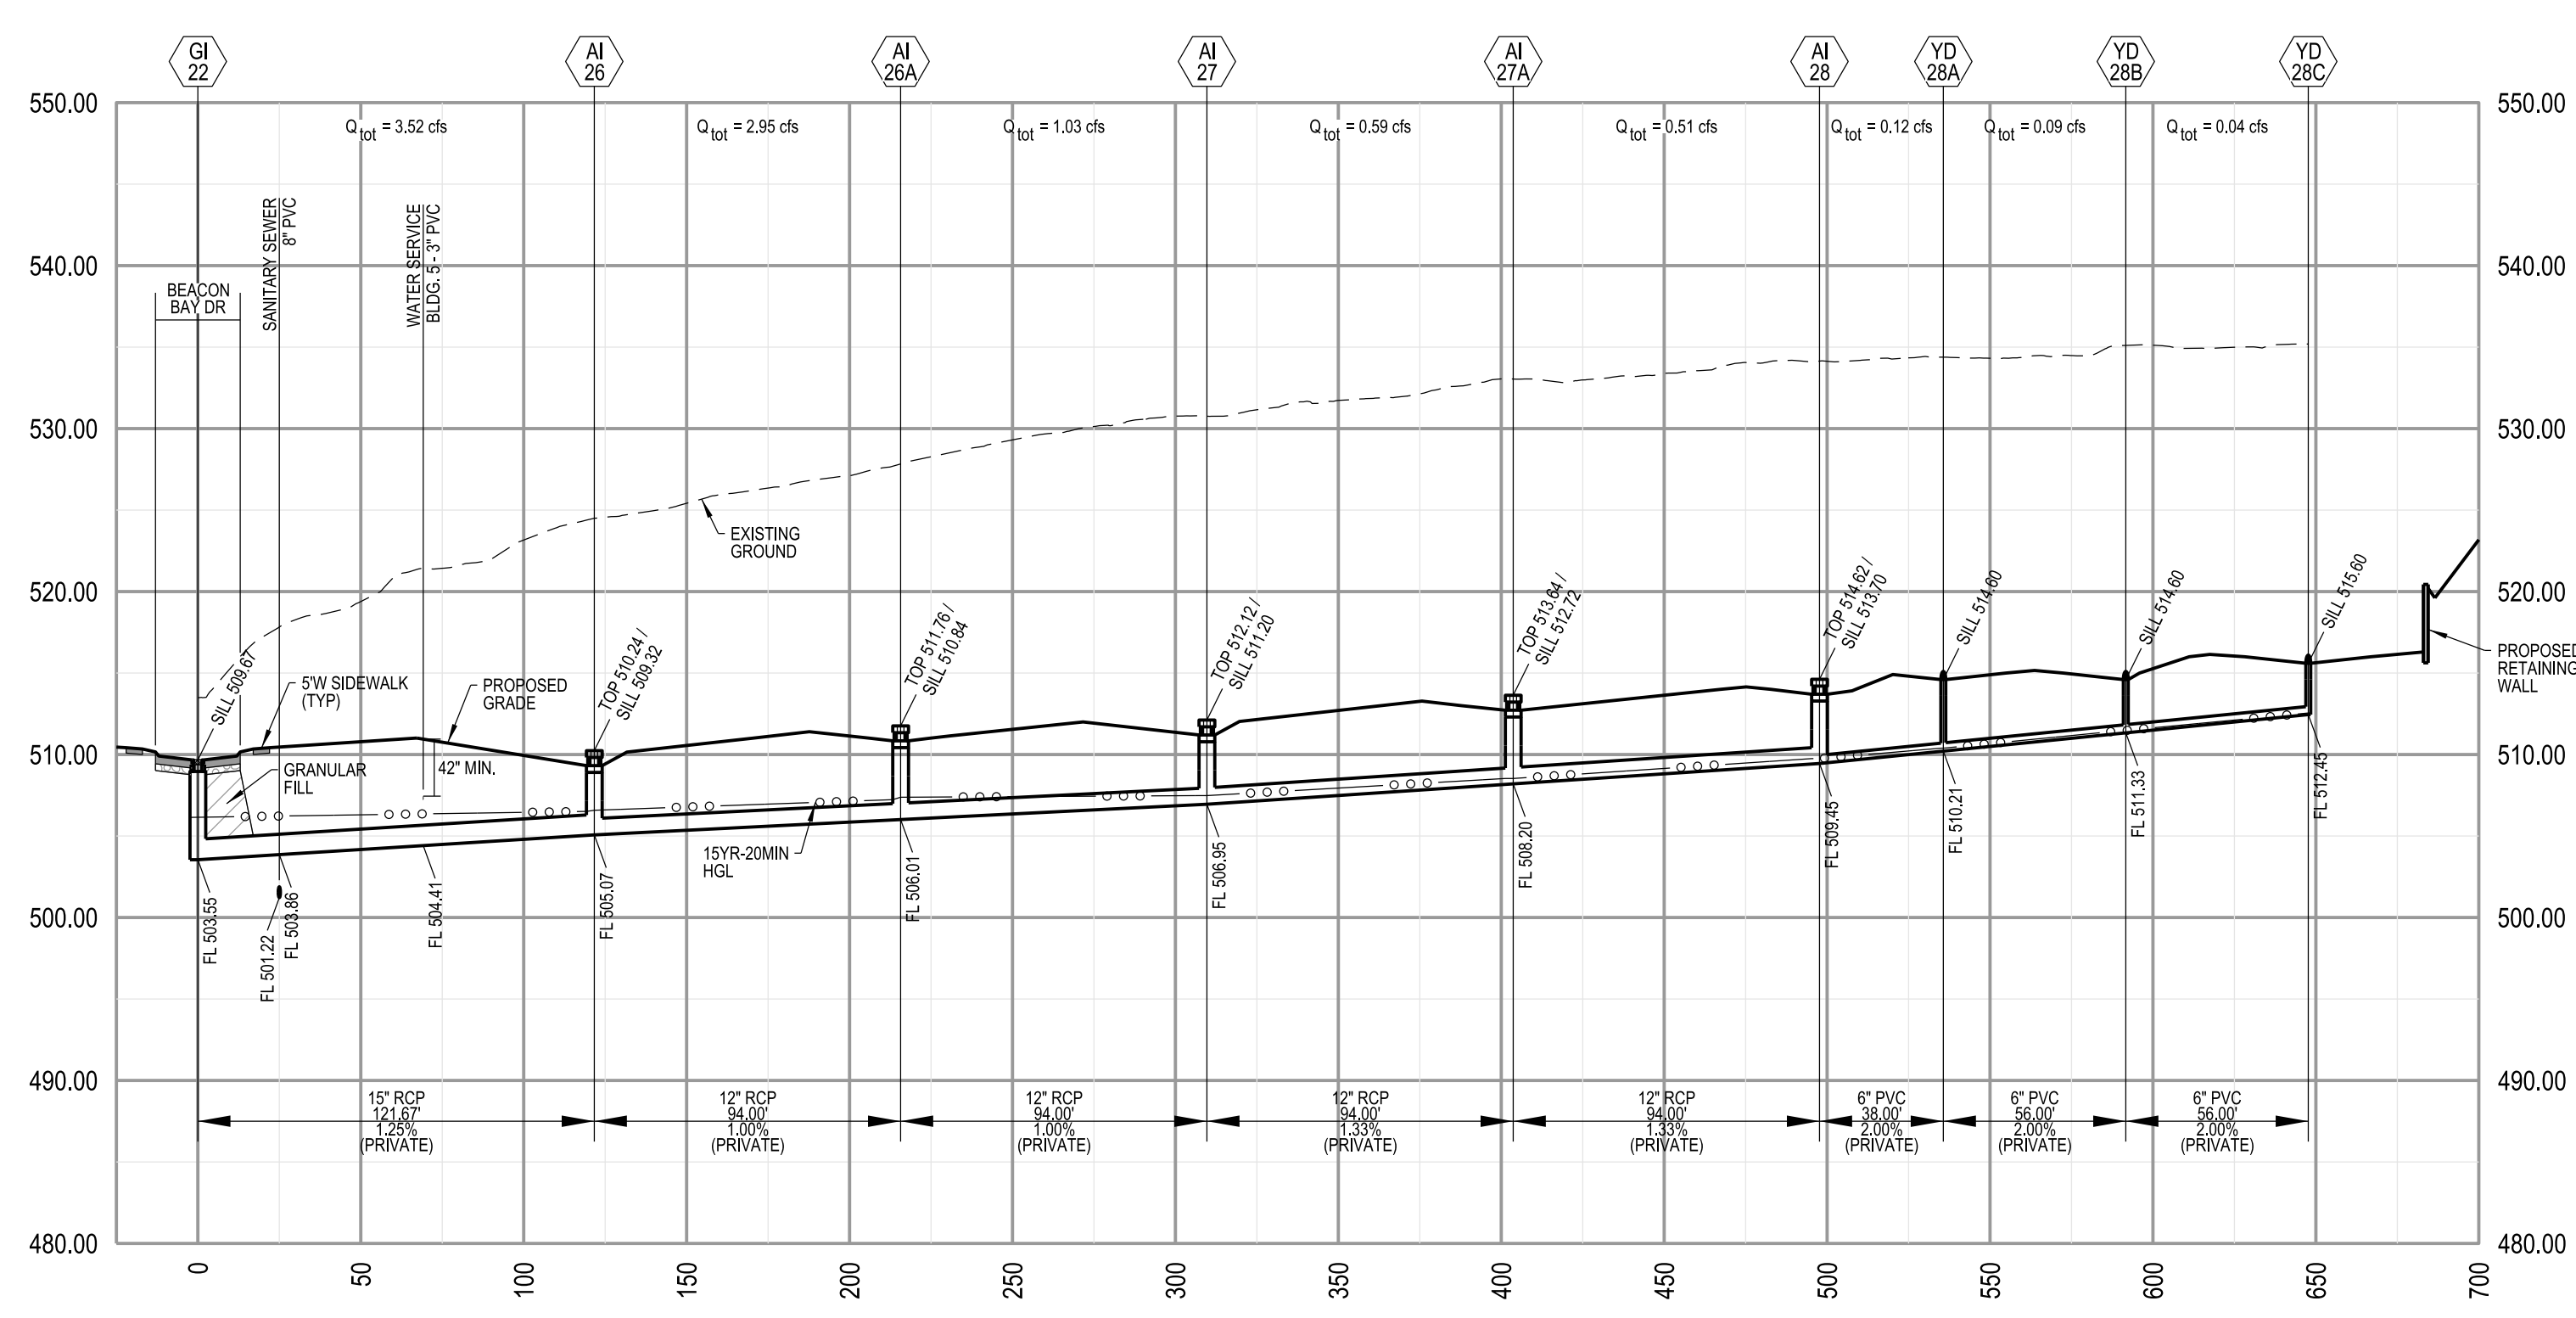 GI
22
AI
26
AI
26A
AI
27
AI
27A
AI
28
YD
28A
YD
28B
YD
28C
550.00
550.00
Qtot = 3.52 cfs
Qtot = 2.95 cfs
Qtot = 1.03 cfs
Qtot = 0.59 cfs
Qtot = 0.51 cfs
Qtot = 0.12 cfs
Qtot = 0.09 cfs
Qtot = 0.04 cfs
SANITARY SEWER
8" PVC
WATER SERVICE
BLDG. 5 - 3" PVC
540.00
540.00
BEACON
BAY DR
530.00
530.00
EXISTING
GROUND
520.00
520.00
SILL 509.67
5'W SIDEWALK
(TYP)
PROPOSED
GRADE
TOP 510.24 /
SILL 509.32
TOP 511.76 /
SILL 510.84
TOP 512.12 /
SILL 511.20
TOP 513.64 /
SILL 512.72
TOP 514.62 /
SILL 513.70
SILL 514.60
SILL 514.60
SILL 515.60
PROPOSED
RETAINING
WALL
510.00
510.00
GRANULAR
FILL
42" MIN.
15YR-20MIN
HGL
500.00
500.00
FL 503.55
FL 501.22
FL 503.86
FL 504.41
FL 505.07
FL 506.01
FL 506.95
FL 508.20
FL 509.45
FL 510.21
FL 511.33
FL 512.45
490.00
490.00
15" RCP
121.67'
1.25%
(PRIVATE)
12" RCP
94.00'
1.00%
(PRIVATE)
12" RCP
94.00'
1.00%
(PRIVATE)
12" RCP
94.00'
1.33%
(PRIVATE)
12" RCP
94.00'
1.33%
(PRIVATE)
6" PVC
38.00'
2.00%
(PRIVATE)
6" PVC
56.00'
2.00%
(PRIVATE)
6" PVC
56.00'
2.00%
(PRIVATE)
480.00
480.00
0
50
100
150
200
250
300
350
400
450
500
550
600
650
700